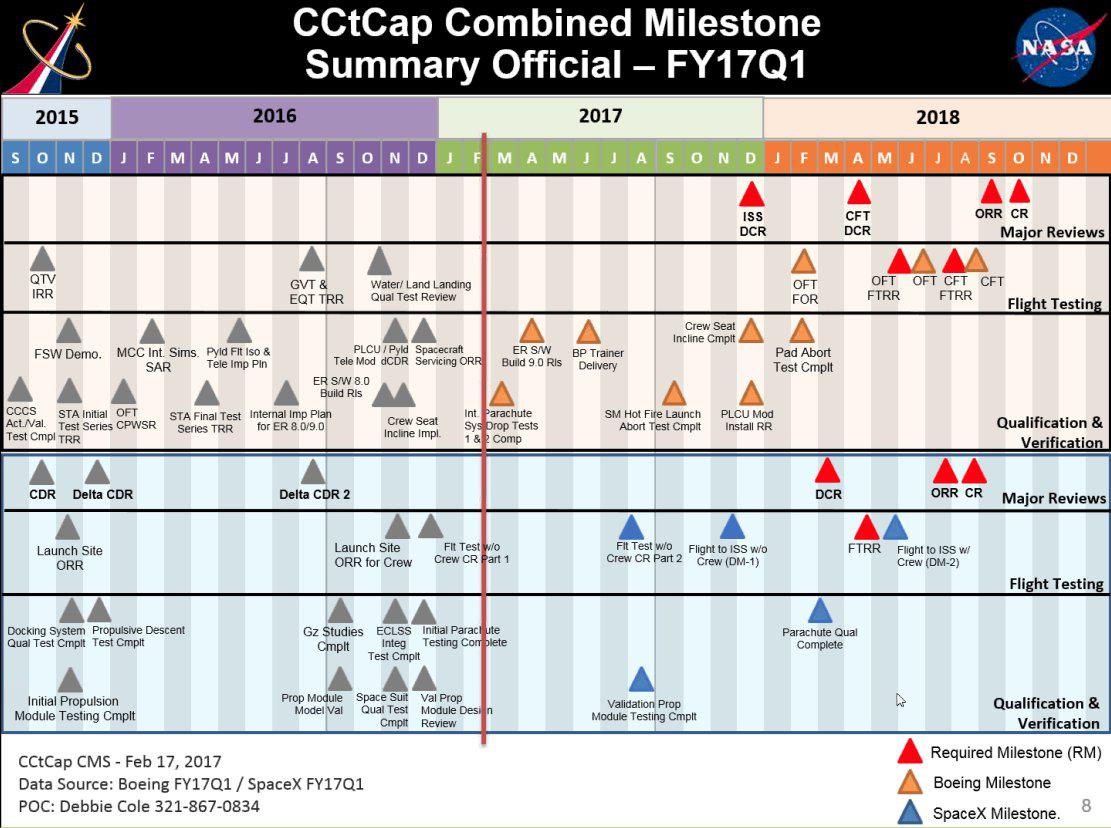 CCtCap Combined Milestone
Summary Official – FY17Q1
NASA
2015 2016 2017 2018
S O N D J F M A M J J A S O N D J F M A M J J A S O N D J F M A M J J A S O N D
ISS
DCR
CFT
DCR
ORR CR
Major Reviews
QTV
IRR
GVT &
EQT TRR
Water/ Land Landing
Qual Test Review
OFT
FOR
OFT
FTRR
OFT
CFT
FTRR
CFT
Flight Testing
FSW Demo.
MCC Int. Sims.
SAR
Pyld Flt Iso &
Tele Imp Pln
PLCU / Pyld
Tele Mod dCDR
Spacecraft
Servicing ORR
ER S/W
Build 9.0 Rls
BP Trainer
Delivery
Crew Seat
Incline Cmplt
Pad Abort
Test Cmplt
CCCS
Act./Val.
Test Cmpl
STA Initial
Test Series
TRR
OFT
CPWSR
STA Final Test
Series TRR
Internal Imp Plan
for ER 8.0/9.0
ER S/W 8.0
Build Rls
Crew Seat
Incline Impl.
Int. Parachute
Sys Drop Tests
1 & 2 Comp
SM Hot Fire Launch
Abort Test Cmplt
PLCU Mod
Install RR
Qualification &
Verification
CDR
Delta CDR
Delta CDR 2
DCR
ORR CR
Major Reviews
Launch Site
ORR
Launch Site
ORR for Crew
Flt Test w/o
Crew CR Part 1
Flt Test w/o
Crew CR Part 2
Flight to ISS w/o
Crew (DM-1)
FTRR
Flight to ISS w/
Crew (DM-2)
Flight Testing
Docking System
Qual Test Cmplt
Propulsive Descent
Test Cmplt
Gz Studies
Cmplt
ECLSS
Integ
Test Cmplt
Initial Parachute
Testing Complete
Parachute Qual
Complete
Initial Propulsion
Module Testing Cmplt
Prop Module
Model Val
Space Suit
Qual Test
Cmplt
Val Prop
Module Design
Review
Validation Prop
Module Testing Cmplt
Qualification &
Verification
CCtCap CMS - Feb 17, 2017
Data Source: Boeing FY17Q1 / SpaceX FY17Q1
POC: Debbie Cole 321-867-0834
Required Milestone (RM)
Boeing Milestone
SpaceX Milestone.
8